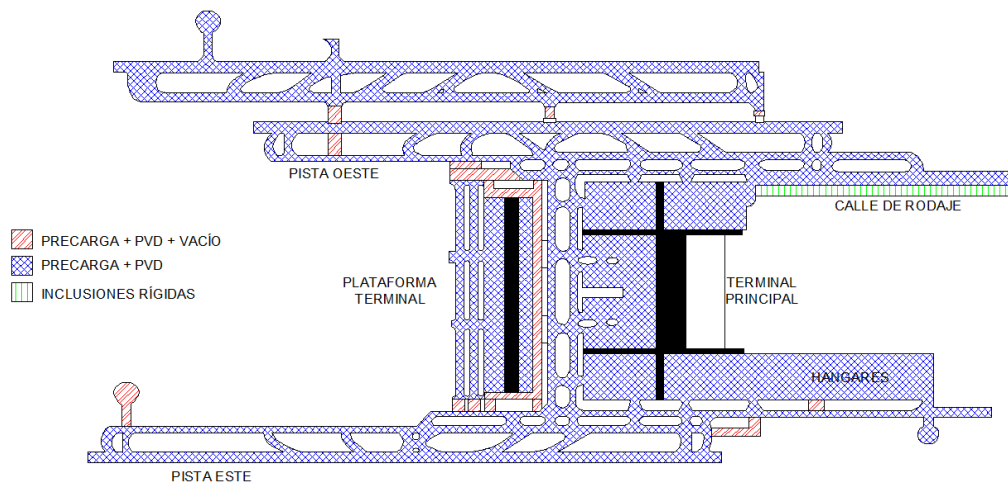 PISTA OESTE
CALLE DE RODAJE
PRECARGA + PVD + VACÍO
PRECARGA + PVD
INCLUSIONES RÍGIDAS
PLATAFORMA
TERMINAL
TERMINAL
PRINCIPAL
HANGARES
PISTA ESTE